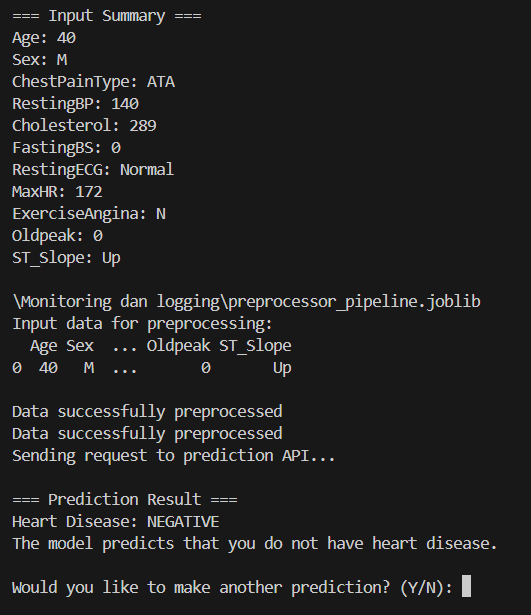 === Input Summary ===
Age: 40
Sex: M
ChestPainType: ATA
RestingBP: 140
Cholesterol: 289
FastingBS: 0
RestingECG: Normal
MaxHR: 172
ExerciseAngina: N
Oldpeak: 0
ST_Slope: Up
\Monitoring dan logging\preprocessor_pipeline.joblib
Input data for preprocessing:
Age Sex ... Oldpeak ST_Slope
0 40 M ... 0 Up
Data successfully preprocessed
Data successfully preprocessed
Sending request to prediction API...
=== Prediction Result ===
Heart Disease: NEGATIVE
The model predicts that you do not have heart disease.
Would you like to make another prediction? (Y/N):